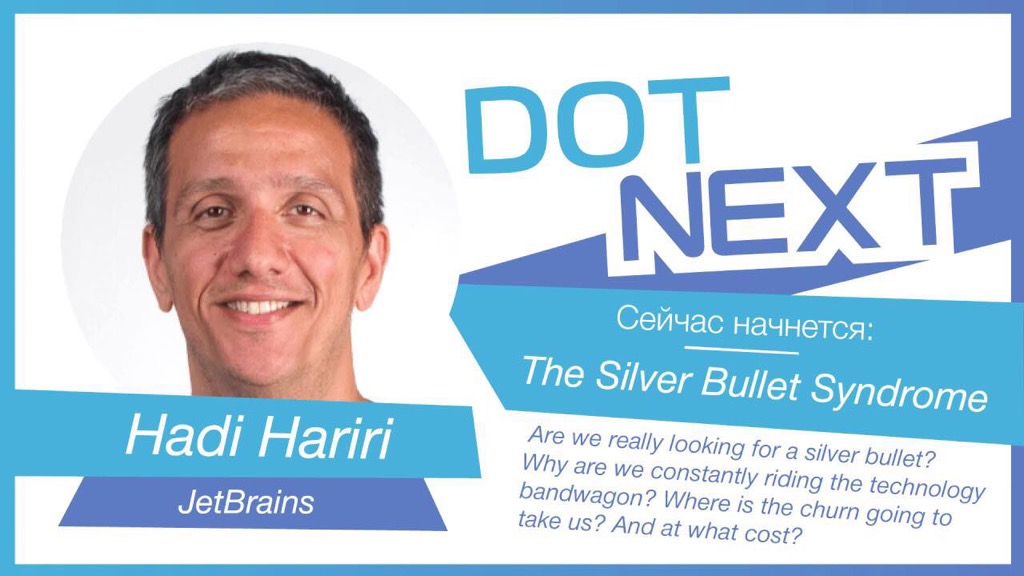 DOT
NEXT
Сейчас начнется:
The Silver Bullet Syndrome
Are we really looking for a silver bullet?
Why are we constantly riding the technology
bandwagon? Where is the churn going to
take us? And at what cost?
Hadi Hariri
JetBrains